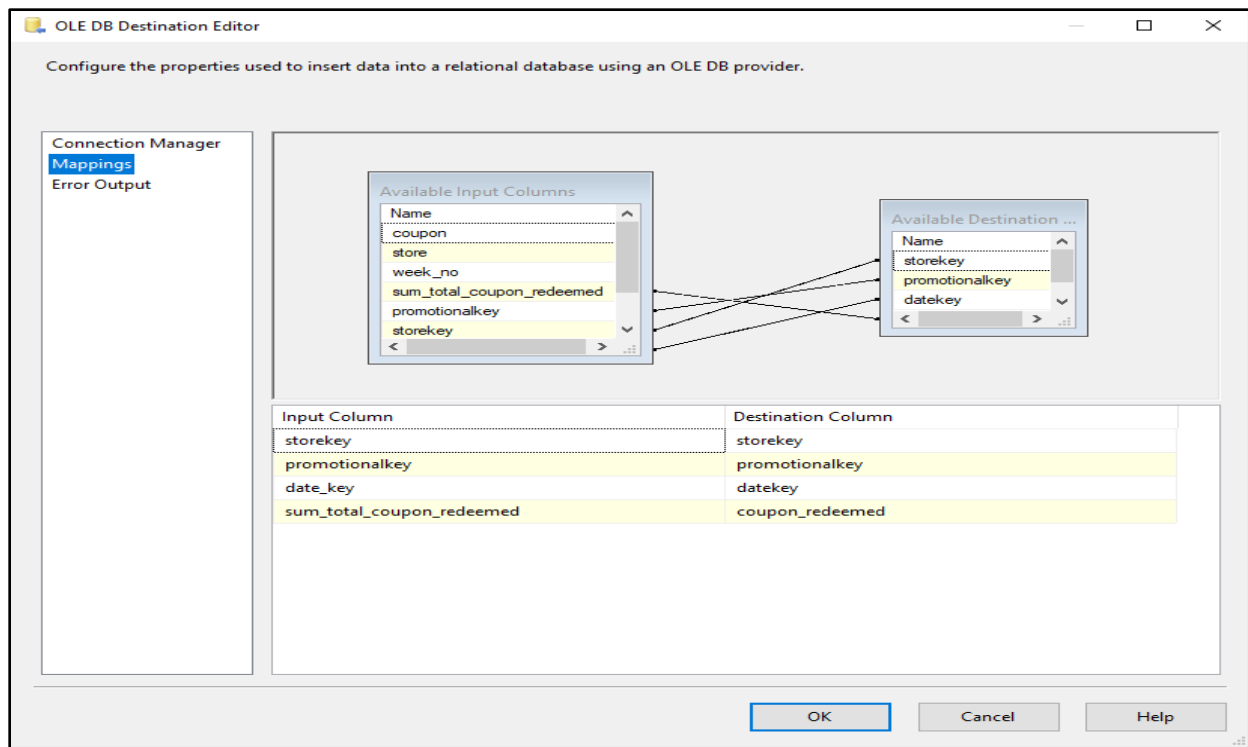 OLE DB Destination Editor
Configure the properties used to insert data into a relational database using an OLE DB provider.
Connection Manager
Mappings
Error Output
Available Input Columns
Name
coupon
store
week_no
sum_total_coupon_redeemed
promotionalkey
storekey
Available Destination ...
Name
storekey
promotionalkey
datekey
Input Column Destination Column
storekey storekey
promotionalkey promotionalkey
date_key datekey
sum_total_coupon_redeemed coupon_redeemed
OK Cancel Help